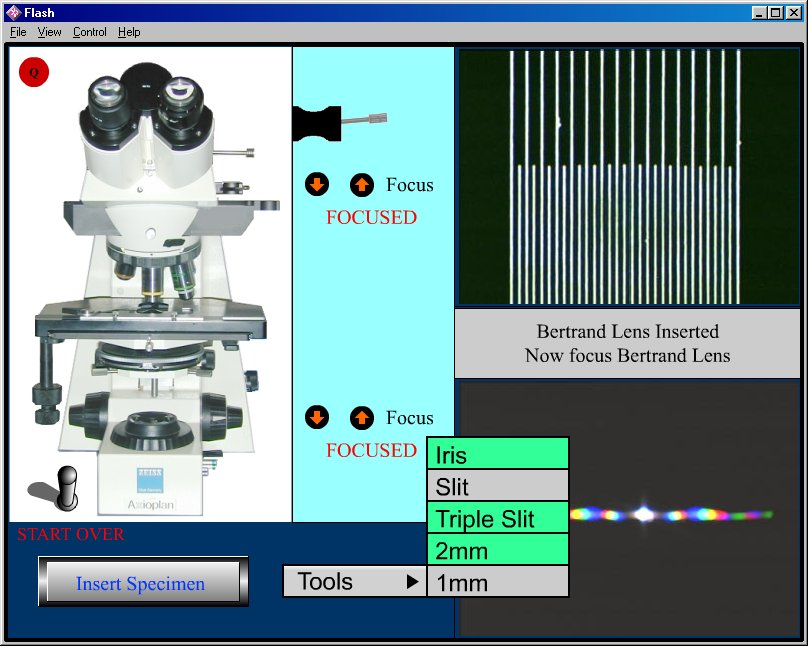 Flash
File View Control Help
Q
Focus
FOCUSED
Bertrand Lens Inserted
Now focus Bertrand Lens
Focus
FOCUSED
Iris
Slit
Triple Slit
2mm
1mm
ZEISS
Axioplan
START OVER
Insert Specimen
Tools